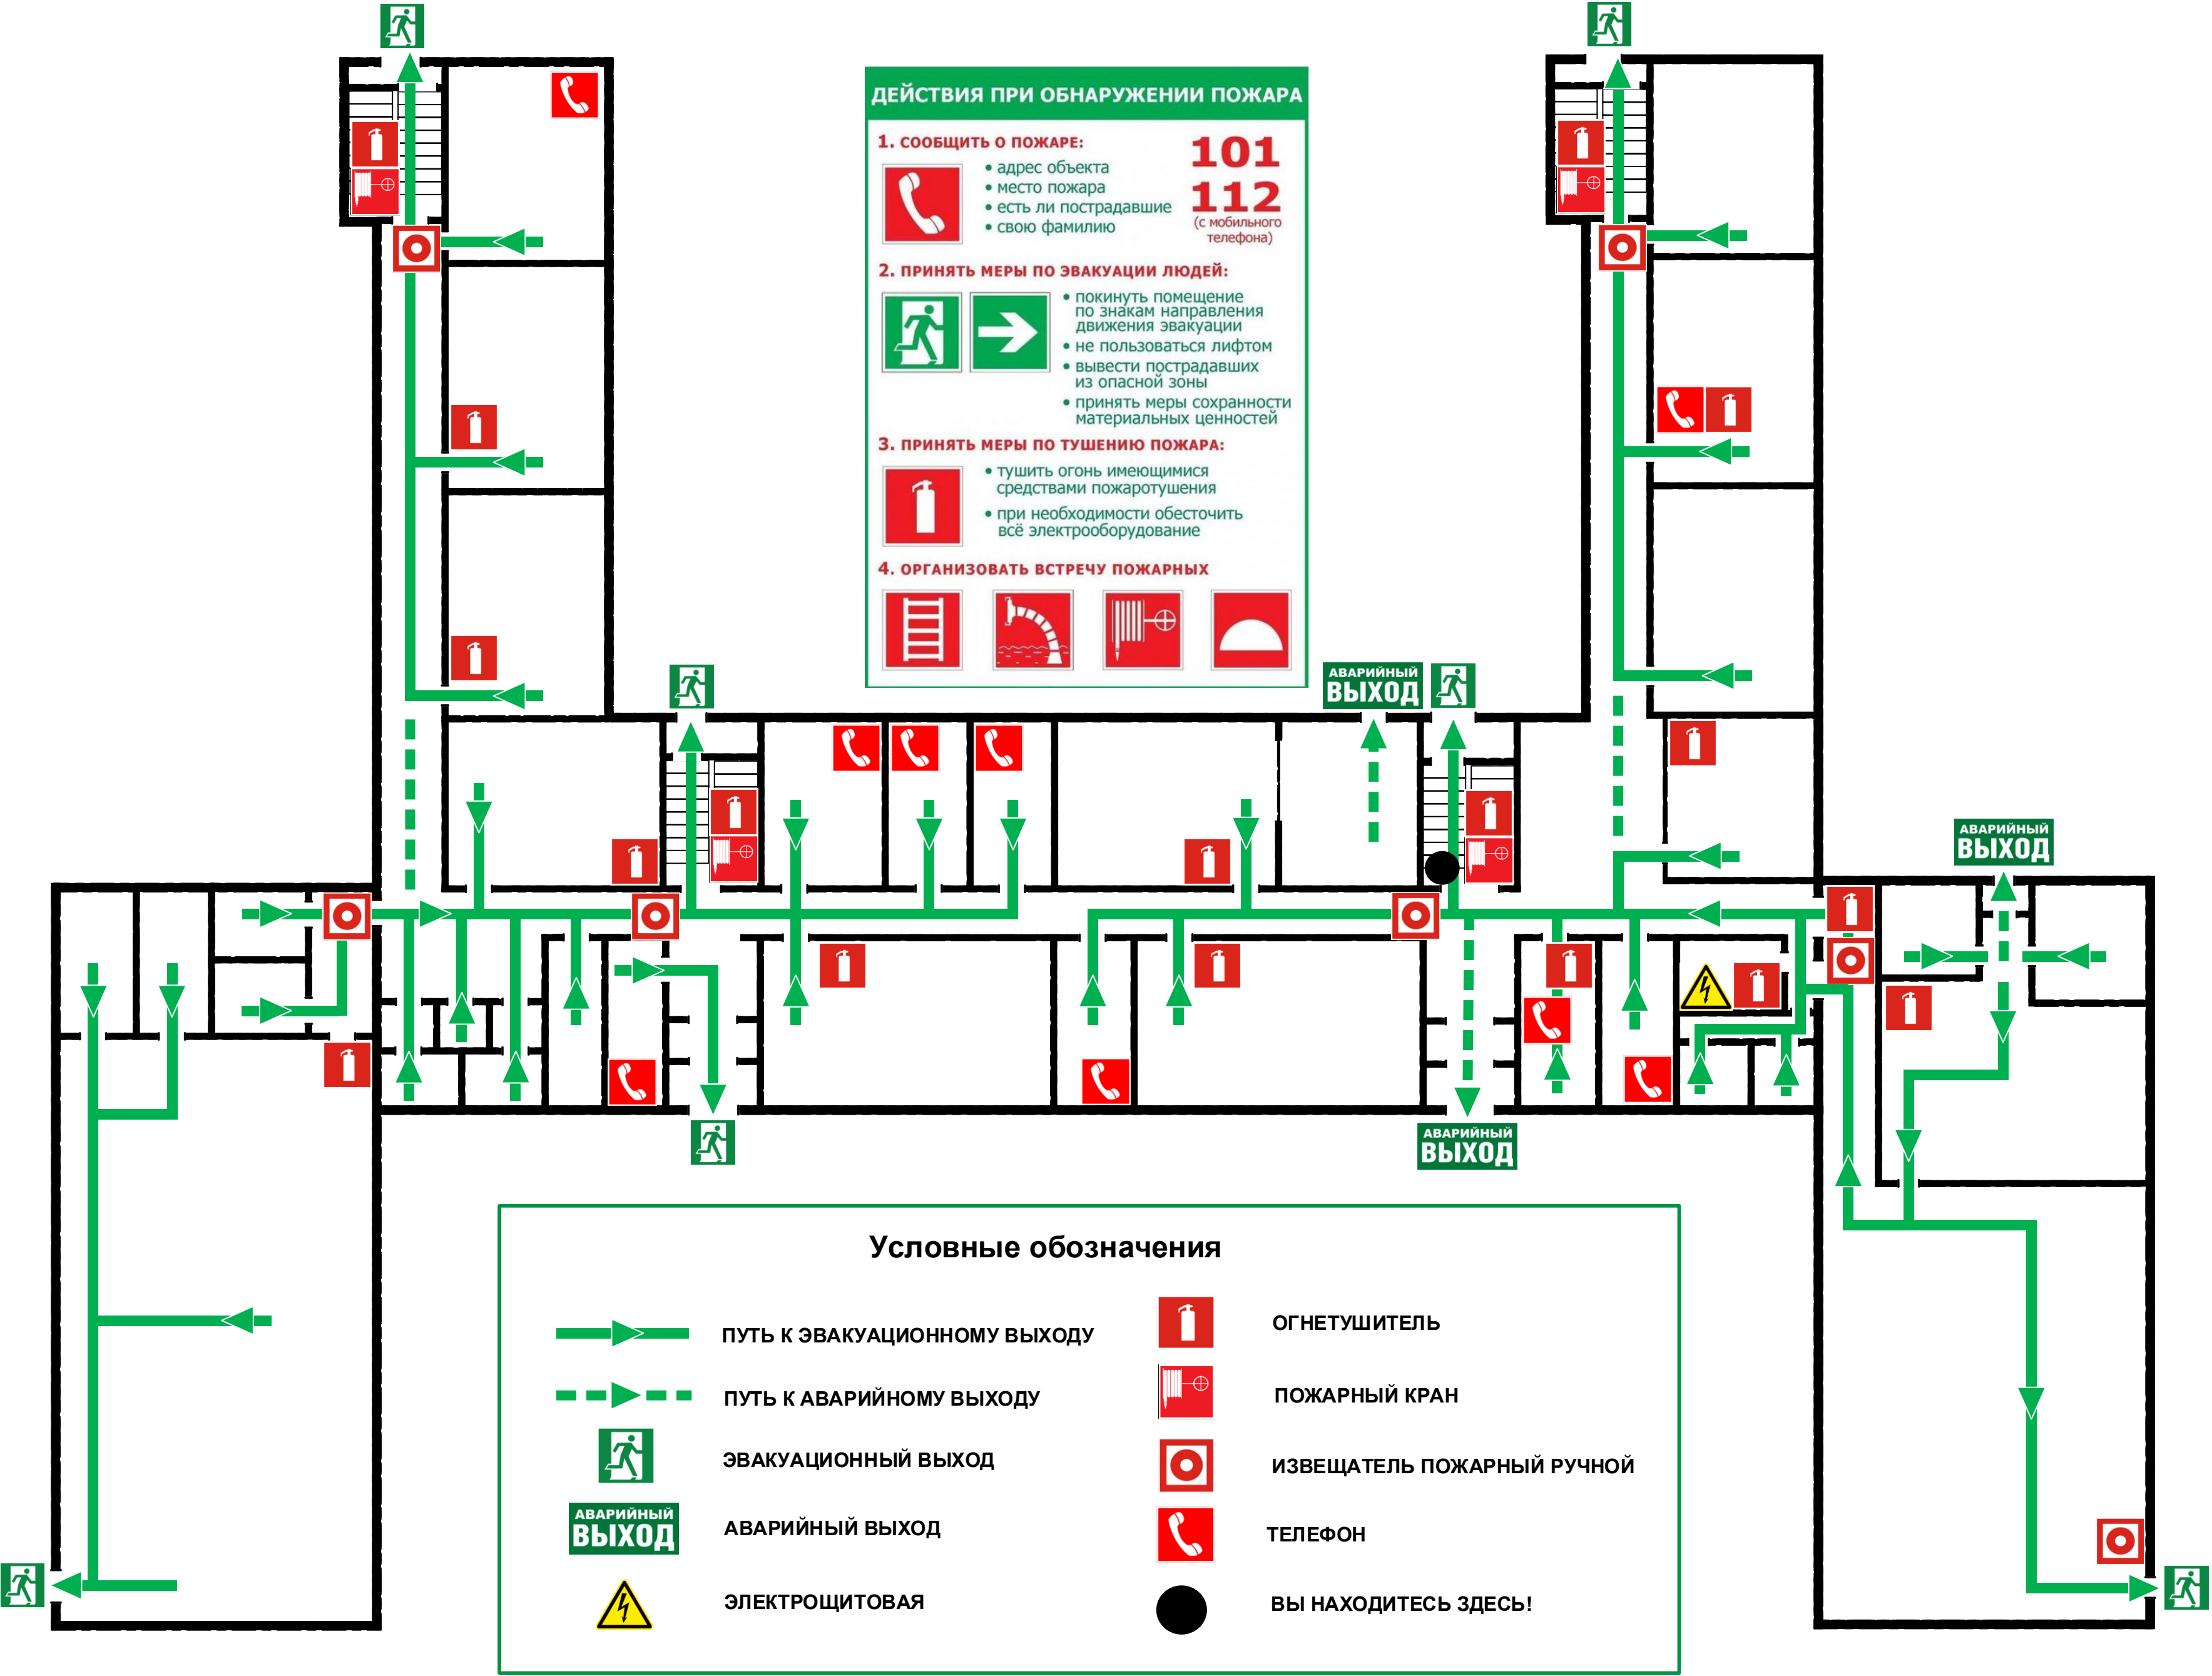 ДЕЙСТВИЯ ПРИ ОБНАРУЖЕНИИ ПОЖАРА
1. СООБЩИТЬ О ПОЖАРЕ:
• адрес объекта
• место пожара
• есть ли пострадавшие
• свою фамилию
101
112
(с мобильного
телефона)
2. ПРИНЯТЬ МЕРЫ ПО ЭВАКУАЦИИ ЛЮДЕЙ:
• покинуть помещение
по знакам направления
движения эвакуации
• не пользоваться лифтом
• вывести пострадавших
из опасной зоны
• принять меры сохранности
материальных ценностей
3. ПРИНЯТЬ МЕРЫ ПО ТУШЕНИЮ ПОЖАРА:
• тушить огонь имеющимися
средствами пожаротушения
• при необходимости обесточить
всё электрооборудование
4. ОРГАНИЗОВАТЬ ВСТРЕЧУ ПОЖАРНЫХ
АВАРИЙНЫЙ
ВЫХОД
АВАРИЙНЫЙ
ВЫХОД
АВАРИЙНЫЙ
ВЫХОД
Условные обозначения
ПУТЬ К ЭВАКУАЦИОННОМУ ВЫХОДУ
ПУТЬ К АВАРИЙНОМУ ВЫХОДУ
ЭВАКУАЦИОННЫЙ ВЫХОД
АВАРИЙНЫЙ
ВЫХОД
АВАРИЙНЫЙ ВЫХОД
ЭЛЕКТРОЩИТОВАЯ
ОГНЕТУШИТЕЛЬ
ПОЖАРНЫЙ КРАН
ИЗВЕЩАТЕЛЬ ПОЖАРНЫЙ РУЧНОЙ
ТЕЛЕФОН
ВЫ НАХОДИТЕСЬ ЗДЕСЬ!